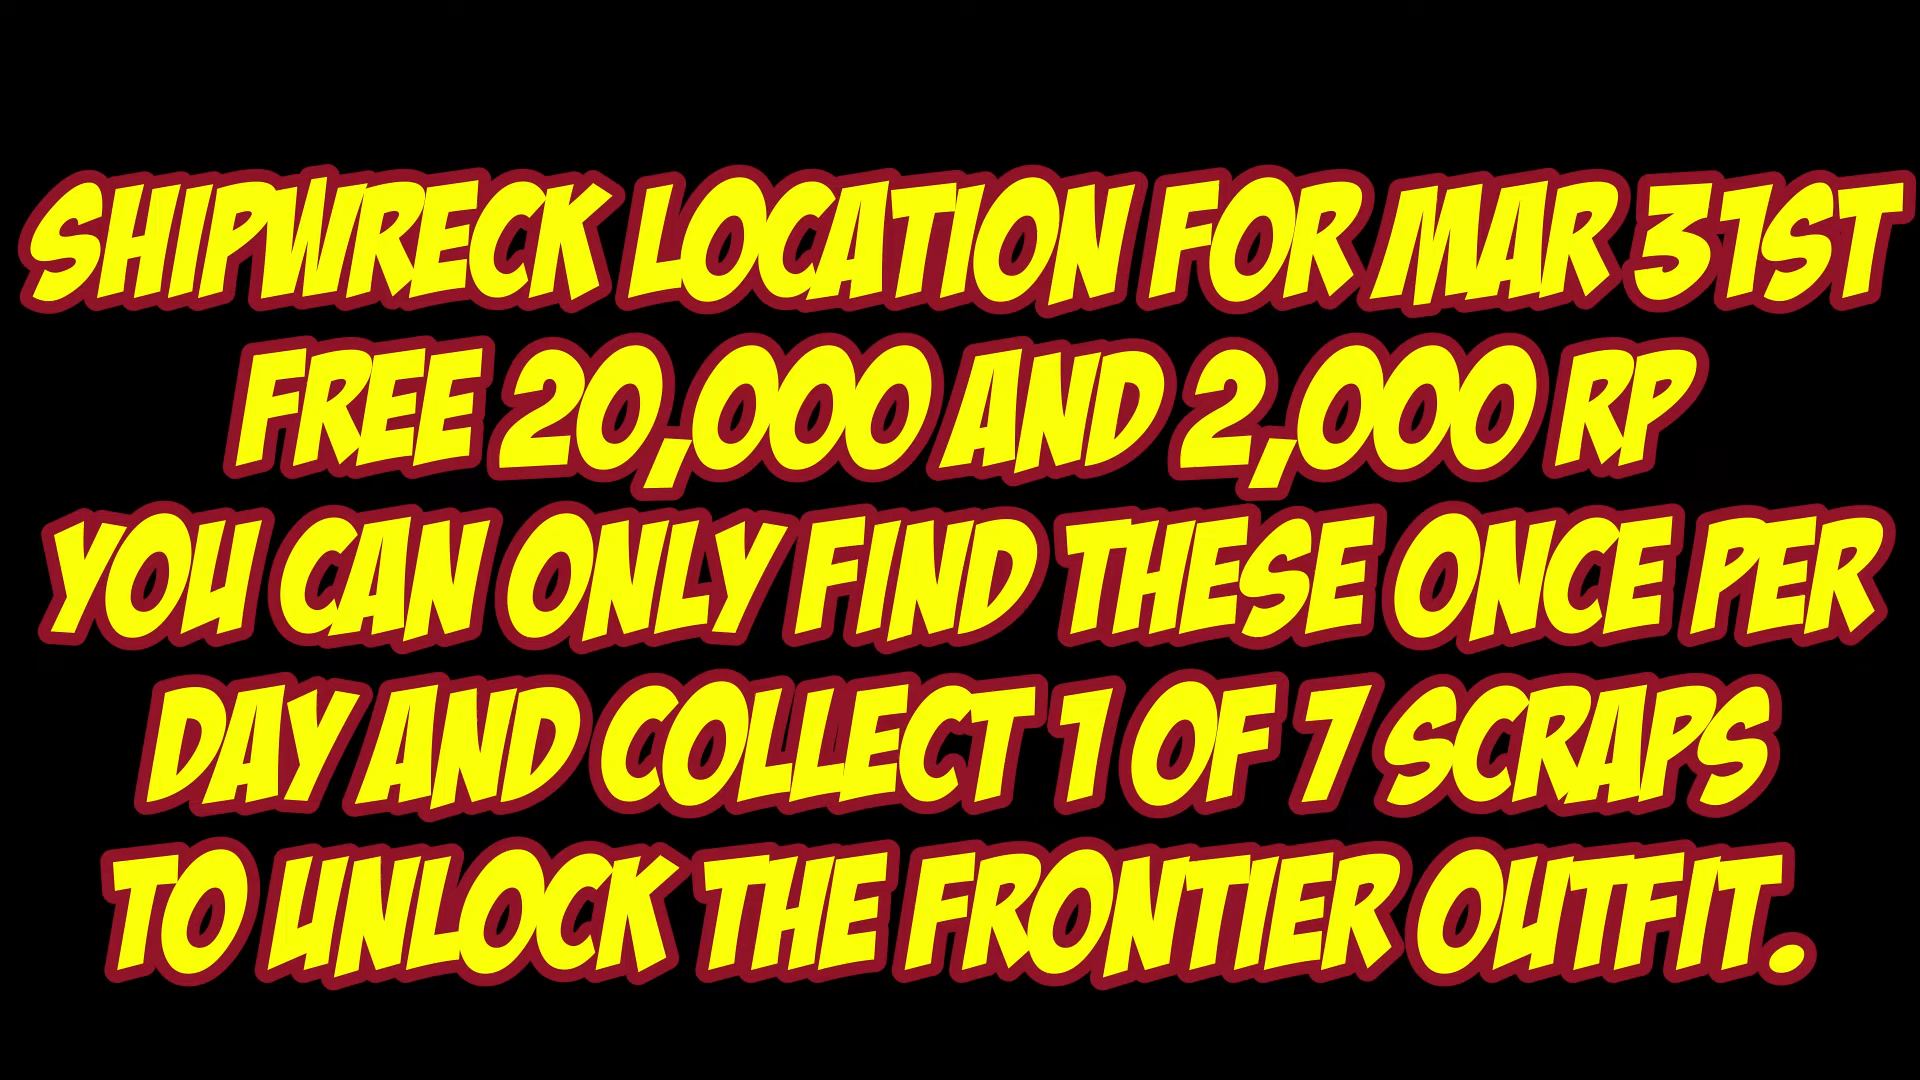 SHIPWRECK LOCATION FOR MAR 31ST
FREE 20,000 AND 2,000 RP
YOU CAN ONLY FIND THESE ONCE PER
DAY AND COLLECT 1 OF 7 SCRAPS
TO UNLOCK THE FRONTIER OUTFIT.